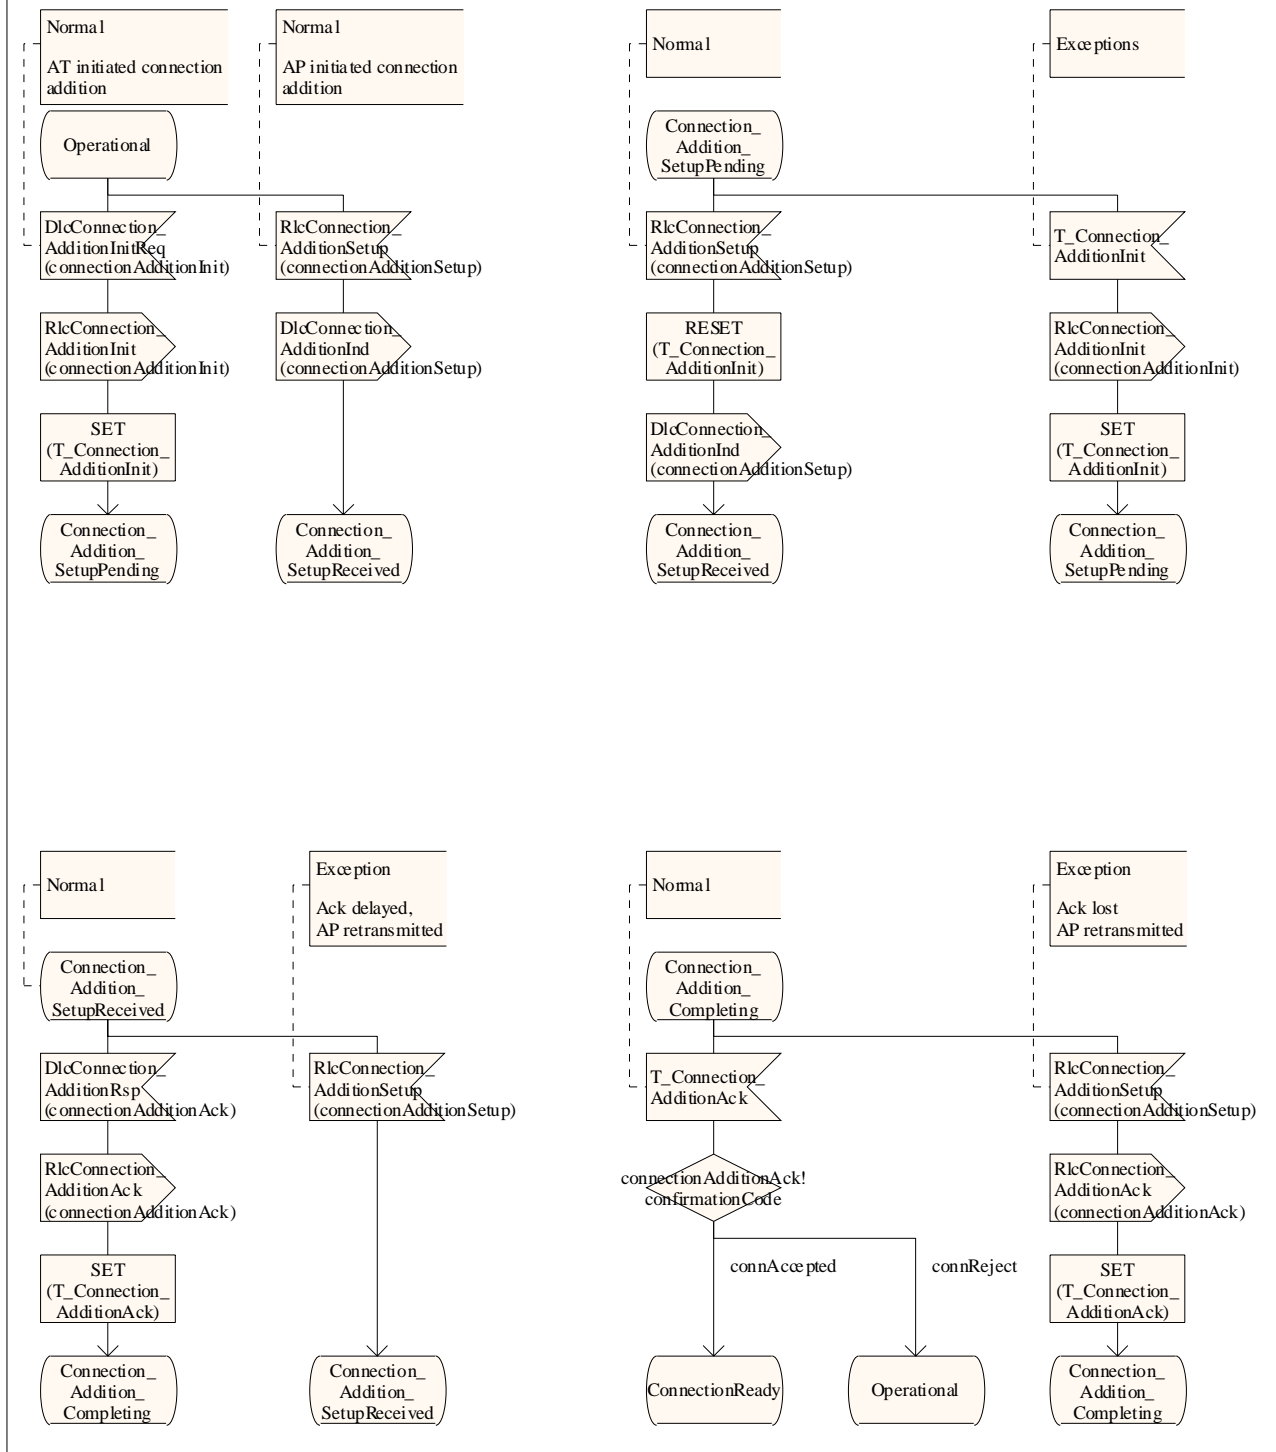 Normal
AT initiated connection
addition
Normal
AP initiated connection
addition
Operational
DlcConnection_
AdditionInitReq
(connectionAdditionInit)
RlcConnection_
AdditionSetup
(connectionAdditionSetup)
RlcConnection_
AdditionInit
(connectionAdditionInit)
DlcConnection_
AdditionInd
(connectionAdditionSetup)
SET
(T_Connection_
AdditionInit)
Connection_
Addition_
SetupPending
Connection_
Addition_
SetupReceived
Normal
Exceptions
Connection_
Addition_
SetupPending
RlcConnection_
AdditionSetup
(connectionAdditionSetup)
T_Connection_
AdditionInit
RESET
(T_Connection_
AdditionInit)
RlcConnection_
AdditionInit
(connectionAdditionInit)
DlcConnection_
AdditionInd
(connectionAdditionSetup)
SET
(T_Connection_
AdditionInit)
Connection_
Addition_
SetupReceived
Connection_
Addition_
SetupPending
Normal
Exception
Ack delayed,
AP retransmitted
Connection_
Addition_
SetupReceived
DlcConnection_
AdditionRsp
(connectionAdditionAck)
RlcConnection_
AdditionSetup
(connectionAdditionSetup)
RlcConnection_
AdditionAck
(connectionAdditionAck)
SET
(T_Connection_
AdditionAck)
Connection_
Addition_
Completing
Connection_
Addition_
SetupReceived
Normal
Exception
Ack lost
AP retransmitted
Connection_
Addition_
Completing
T_Connection_
AdditionAck
RlcConnection_
AdditionSetup
(connectionAdditionSetup)
connectionAdditionAck!
confirmationCode
RlcConnection_
AdditionAck
(connectionAdditionAck)
connAccepted
connReject
SET
(T_Connection_
AdditionAck)
ConnectionReady
Operational
Connection_
Addition_
Completing